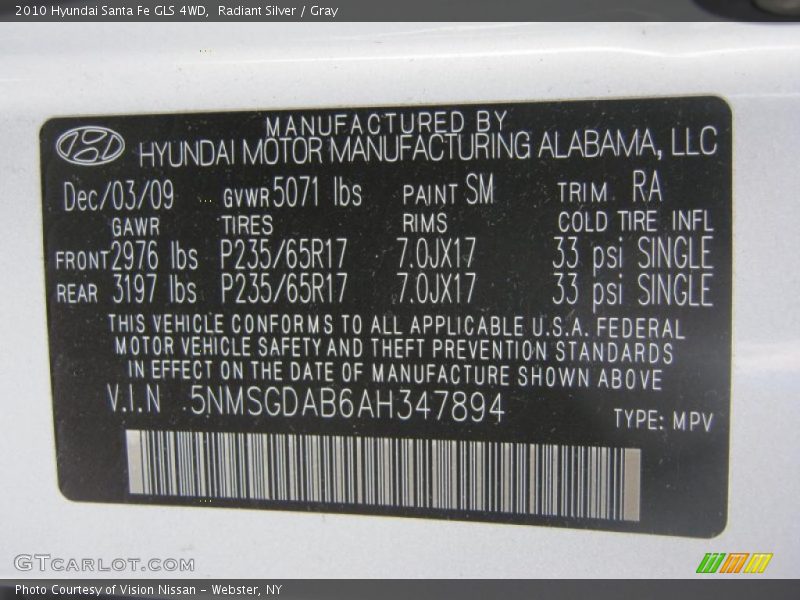 2010 Hyundai Santa Fe GLS 4WD, Radiant Silver / Gray
MANUFACTURED BY
HYUNDAI MOTOR MANUFACTURING ALABAMA, LLC
Dec/03/09 GVWR 5071 lbs PAINT SM TRIM RA
GAWR TIRES RIMS COLD TIRE INFL
FRONT 2976 lbs P235/65R17 7.0JX17 33 psi SINGLE
REAR 3197 lbs P235/65R17 7.0JX17 33 psi SINGLE
THIS VEHICLE CONFORMS TO ALL APPLICABLE U.S.A. FEDERAL
MOTOR VEHICLE SAFETY AND THEFT PREVENTION STANDARDS
IN EFFECT ON THE DATE OF MANUFACTURE SHOWN ABOVE
V.I.N 5NMSGDAB6AH347894 TYPE: MPV
GTCARLOT.COM
Photo Courtesy of Vision Nissan - Webster, NY